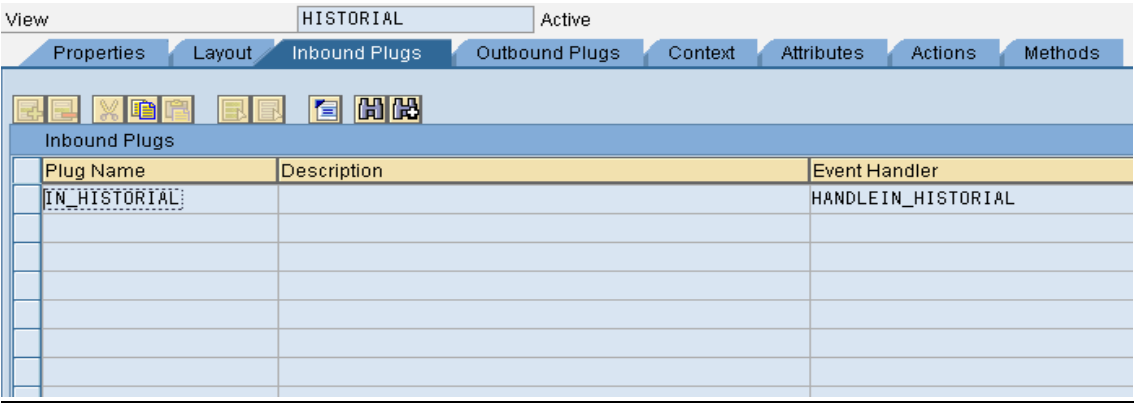 View HISTORIAL Active
Properties Layout Inbound Plugs Outbound Plugs Context Attributes Actions Methods
Inbound Plugs
Plug Name Description Event Handler
IN_HISTORIAL HANDLEIN_HISTORIAL